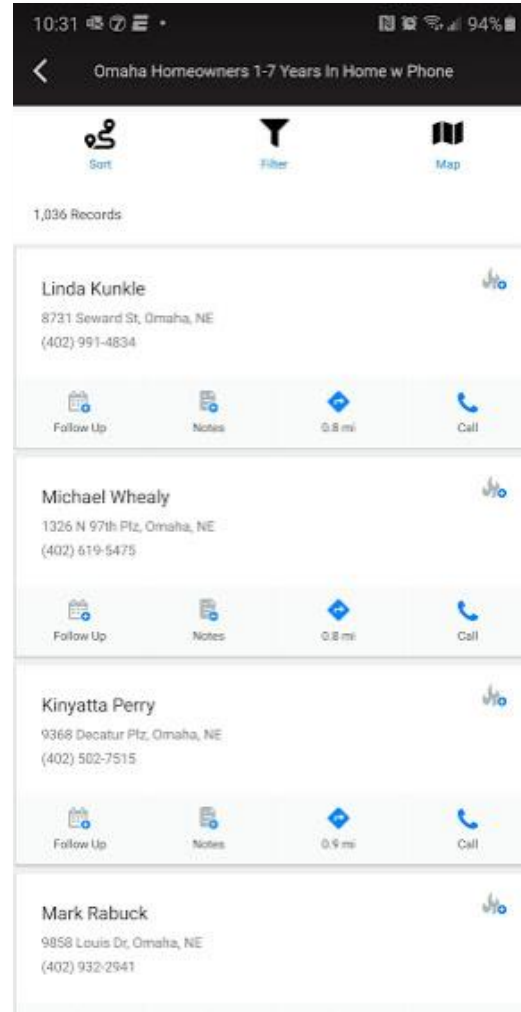 10:31
94%
Omaha Homeowners 1-7 Years In Home w Phone
Sort Filter Map
1,036 Records
Linda Kunkle
8731 Seward St, Omaha, NE
(402) 991-4834
Follow Up Notes 0.8 mi Call
Michael Whealy
1326 N 97th Plz, Omaha, NE
(402) 619-5475
Follow Up Notes 0.8 mi Call
Kinyatta Perry
9368 Decatur Plz, Omaha, NE
(402) 502-7515
Follow Up Notes 0.9 mi Call
Mark Rabuck
9858 Louis Dr, Omaha, NE
(402) 932-2941